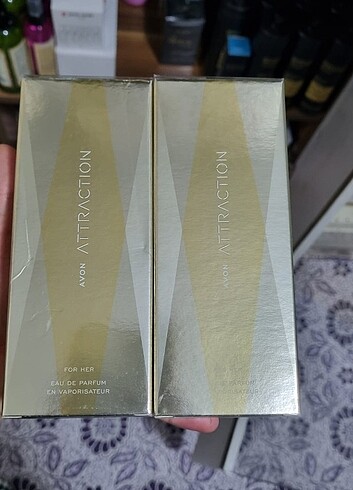 AVON ATTRACTION
FOR HER
EAU DE PARFUM
EN VAPORISATEUR
AVON ATTRACTION